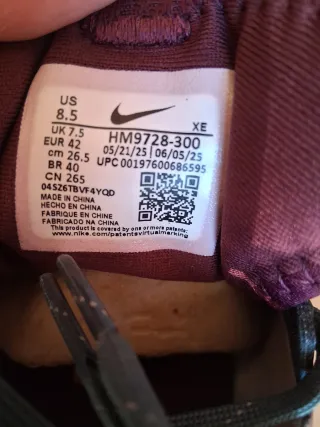 US
8.5
UK 7.5
EUR 42
cm 26.5
BR 40
CN 265
XE
HM9728-300
05/21/25 06/05/25
UPC 00197600686595
04SZ6TBVF4YQD
MADE IN CHINA
HECHO EN CHINA
FABRIQUE EN CHINE
FABRICADO NA CHINA
This product is covered by one or more patents:
www.nike.com/patentsvirtualmarking